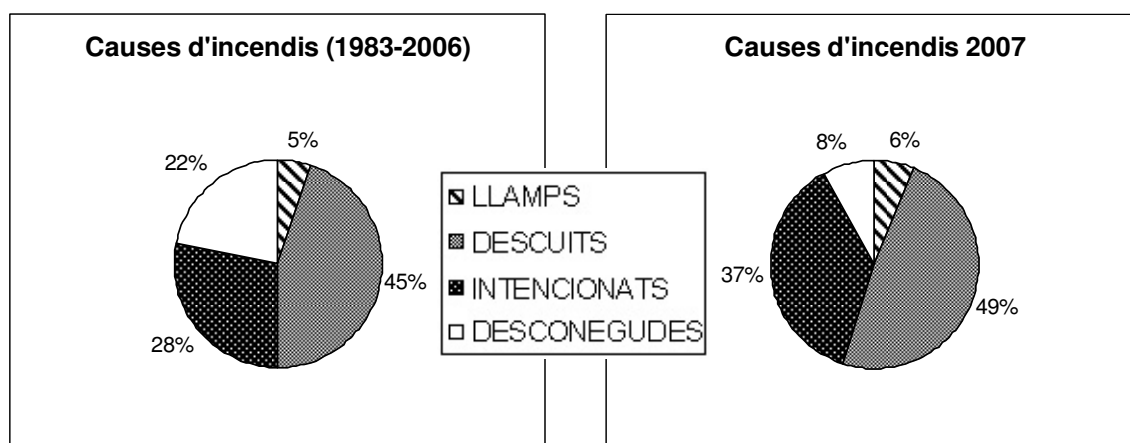 Causes d'incendis (1983-2006)
5%
22%
45%
28%
LLAMPS
DESCUITS
INTENCIONATS
DESCONEGUDES
Causes d'incendis 2007
8%
6%
37%
49%